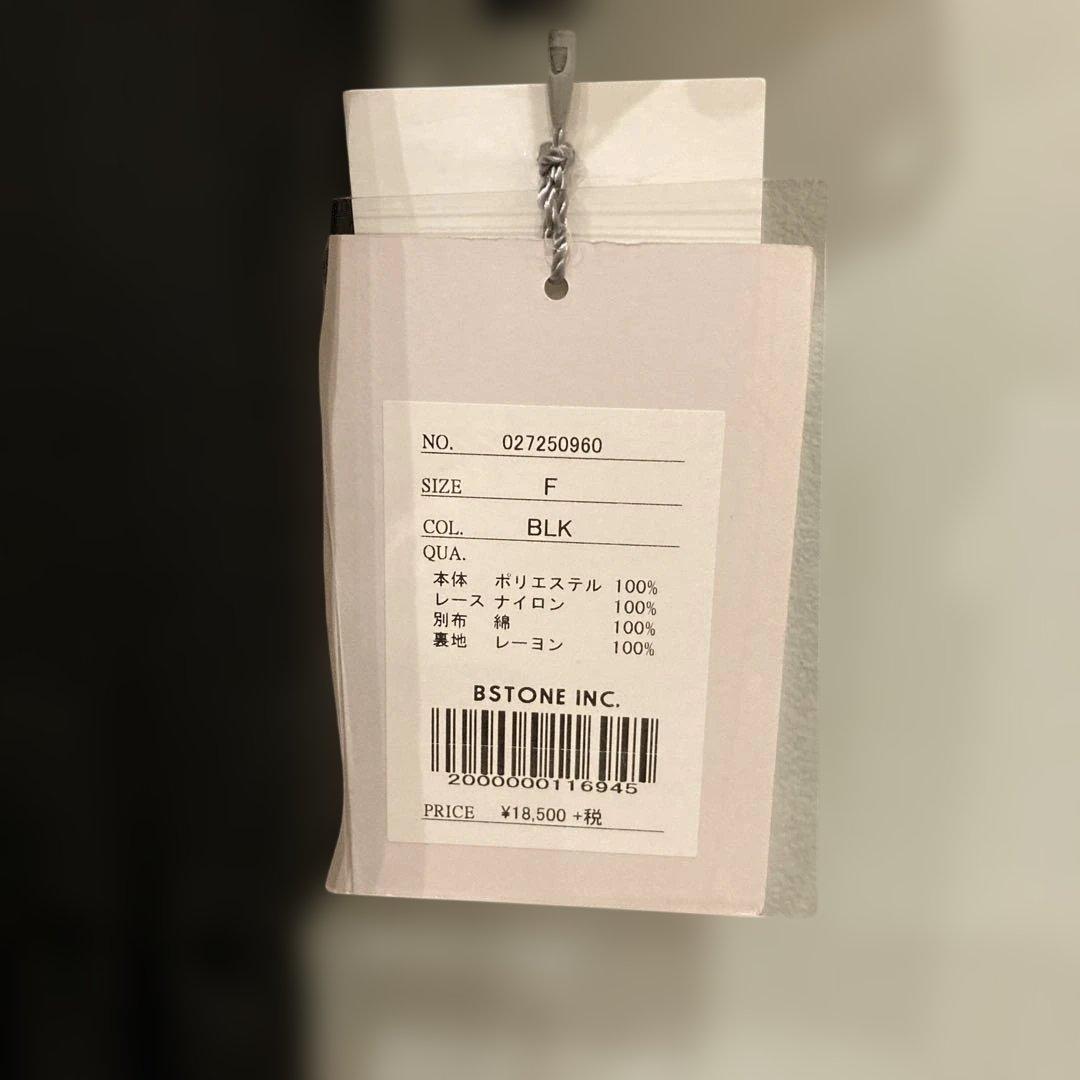 NO. 027250960
SIZE F
COL. BLK
QUA.
本体 ポリエステル 100%
レース ナイロン 100%
別布 綿 100%
裏地 レーヨン 100%
BSTONE INC.
2000000116945
PRICE ¥18,500 +税